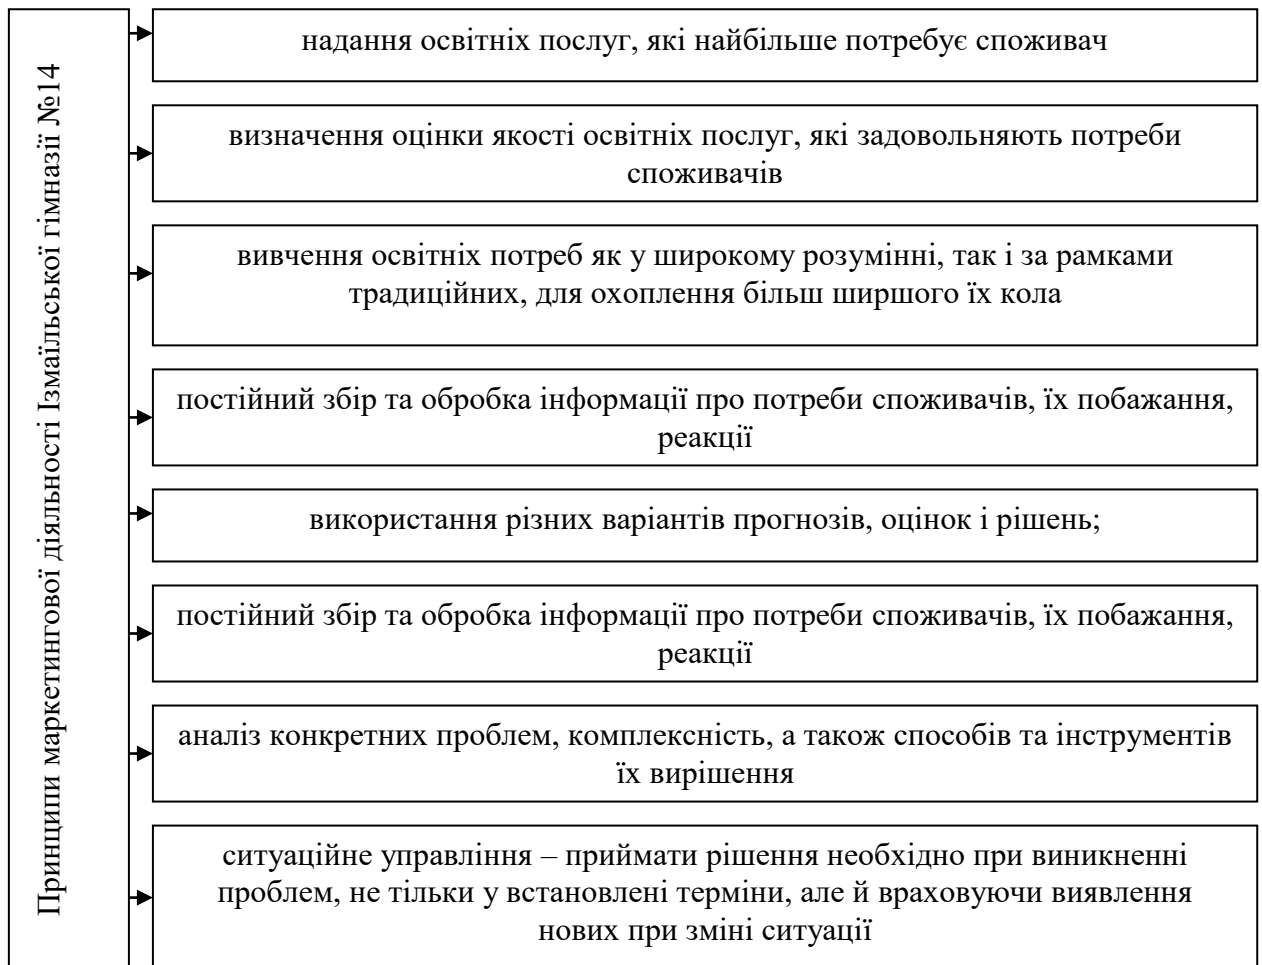 Принципи маркетингової діяльності Ізмаїльської гімназії №14
надання освітніх послуг, які найбільше потребує споживач
визначення оцінки якості освітніх послуг, які задовольняють потреби
споживачів
вивчення освітніх потреб як у широкому розумінні, так і за рамками
традиційних, для охоплення більш ширшого їх кола
постійний збір та обробка інформації про потреби споживачів, їх побажання,
реакції
використання різних варіантів прогнозів, оцінок і рішень;
постійний збір та обробка інформації про потреби споживачів, їх побажання,
реакції
аналіз конкретних проблем, комплексність, а також способів та інструментів
їх вирішення
ситуаційне управління – приймати рішення необхідно при виникненні
проблем, не тільки у встановлені терміни, але й враховуючи виявлення
нових при зміні ситуації